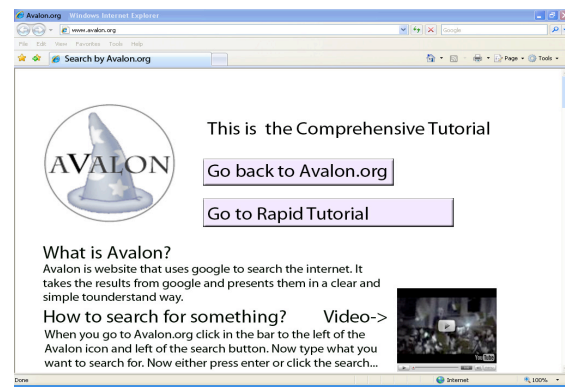 Avalon.org Windows Internet Explorer
www.avalon.org
Google
File Edit View Favorites Tools Help
Search by Avalon.org
Page Tools
AVALON
This is the Comprehensive Tutorial
Go back to Avalon.org
Go to Rapid Tutorial
What is Avalon?
Avalon is website that uses google to search the internet. It
takes the results from google and presents them in a clear and
simple tounderstand way.
How to search for something? Video->
When you go to Avalon.org click in the bar to the left of the
Avalon icon and left of the search button. Now type what you
want to search for. Now either press enter or click the search...
You Tube
Done Internet 100%